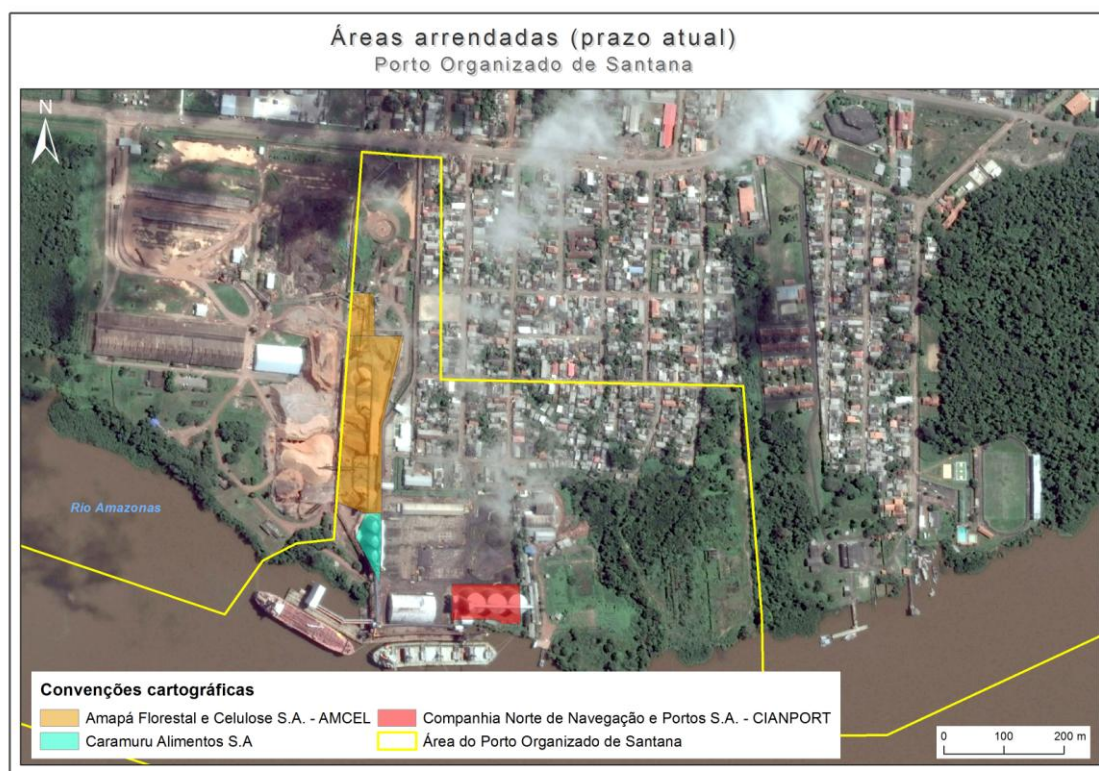 Áreas arrendadas (prazo atual)
Porto Organizado de Santana
N
Rio Amazonas
Convenções cartográficas
Amapá Florestal e Celulose S.A. - AMCEL
Companhia Norte de Navegação e Portos S.A. - CIANPORT
Caramuru Alimentos S.A
Área do Porto Organizado de Santana
0 100 200 m